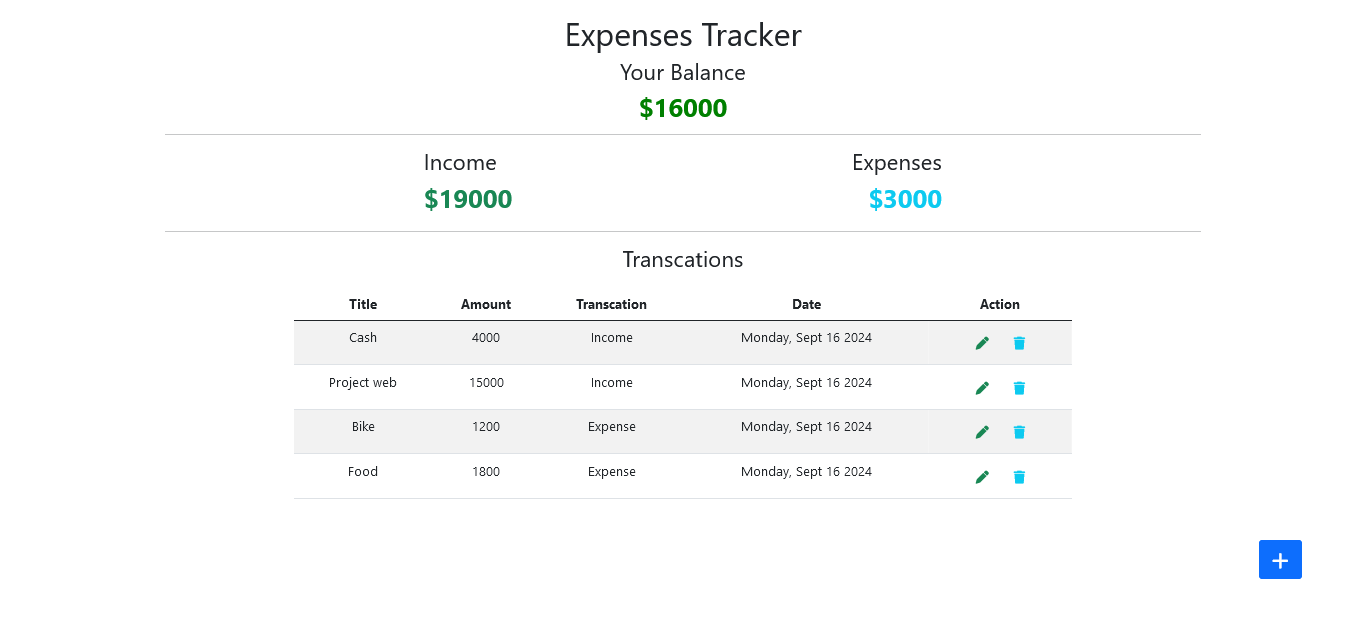 Expenses Tracker
Your Balance
$16000
Income Expenses
$19000 $3000
Transcations
Title Amount Transcation Date Action
Cash 4000 Income Monday, Sept 16 2024
Project web 15000 Income Monday, Sept 16 2024
Bike 1200 Expense Monday, Sept 16 2024
Food 1800 Expense Monday, Sept 16 2024
+